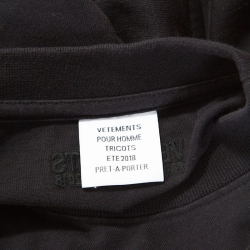 VETEMENTS
POUR HOMME
TRICOTS
ETE 2018
PRET-A-PORTER